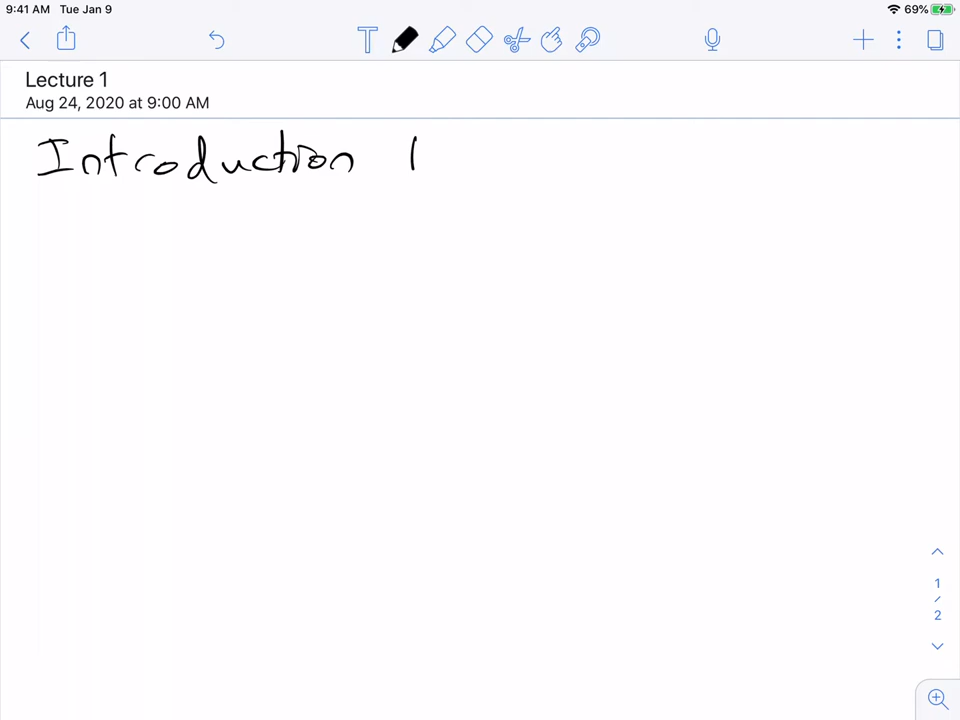 9:41 AM Tue Jan 9
69%
Lecture 1
Aug 24, 2020 at 9:00 AM
Introduction
1
2